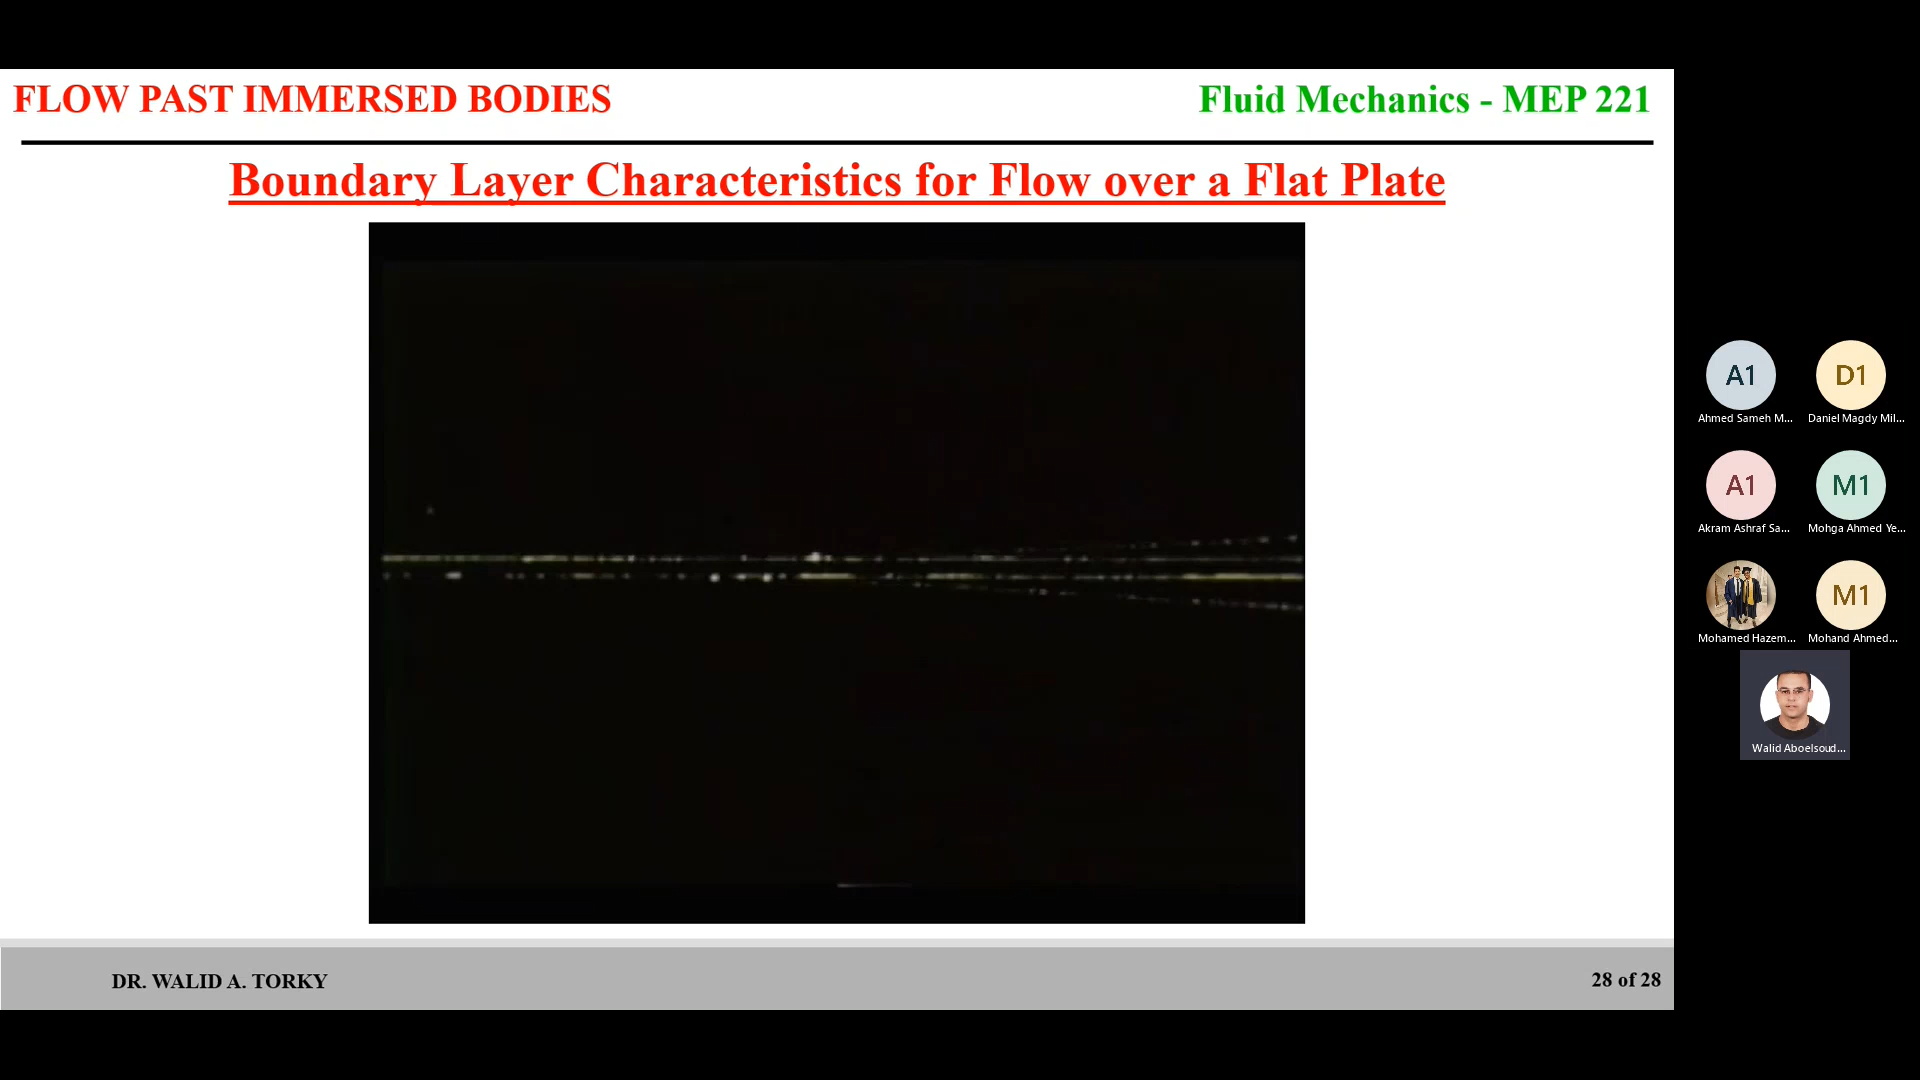 FLOW PAST IMMERSED BODIES
Fluid Mechanics - MEP 221
Boundary Layer Characteristics for Flow over a Flat Plate
A1
D1
Ahmed Sameh M...
Daniel Magdy Mil...
A1
M1
Akram Ashraf Sa...
Mohga Ahmed Ye...
M1
Mohamed Hazem...
Mohand Ahmed...
Walid Aboelsoud...
DR. WALID A. TORKY
28 of 28